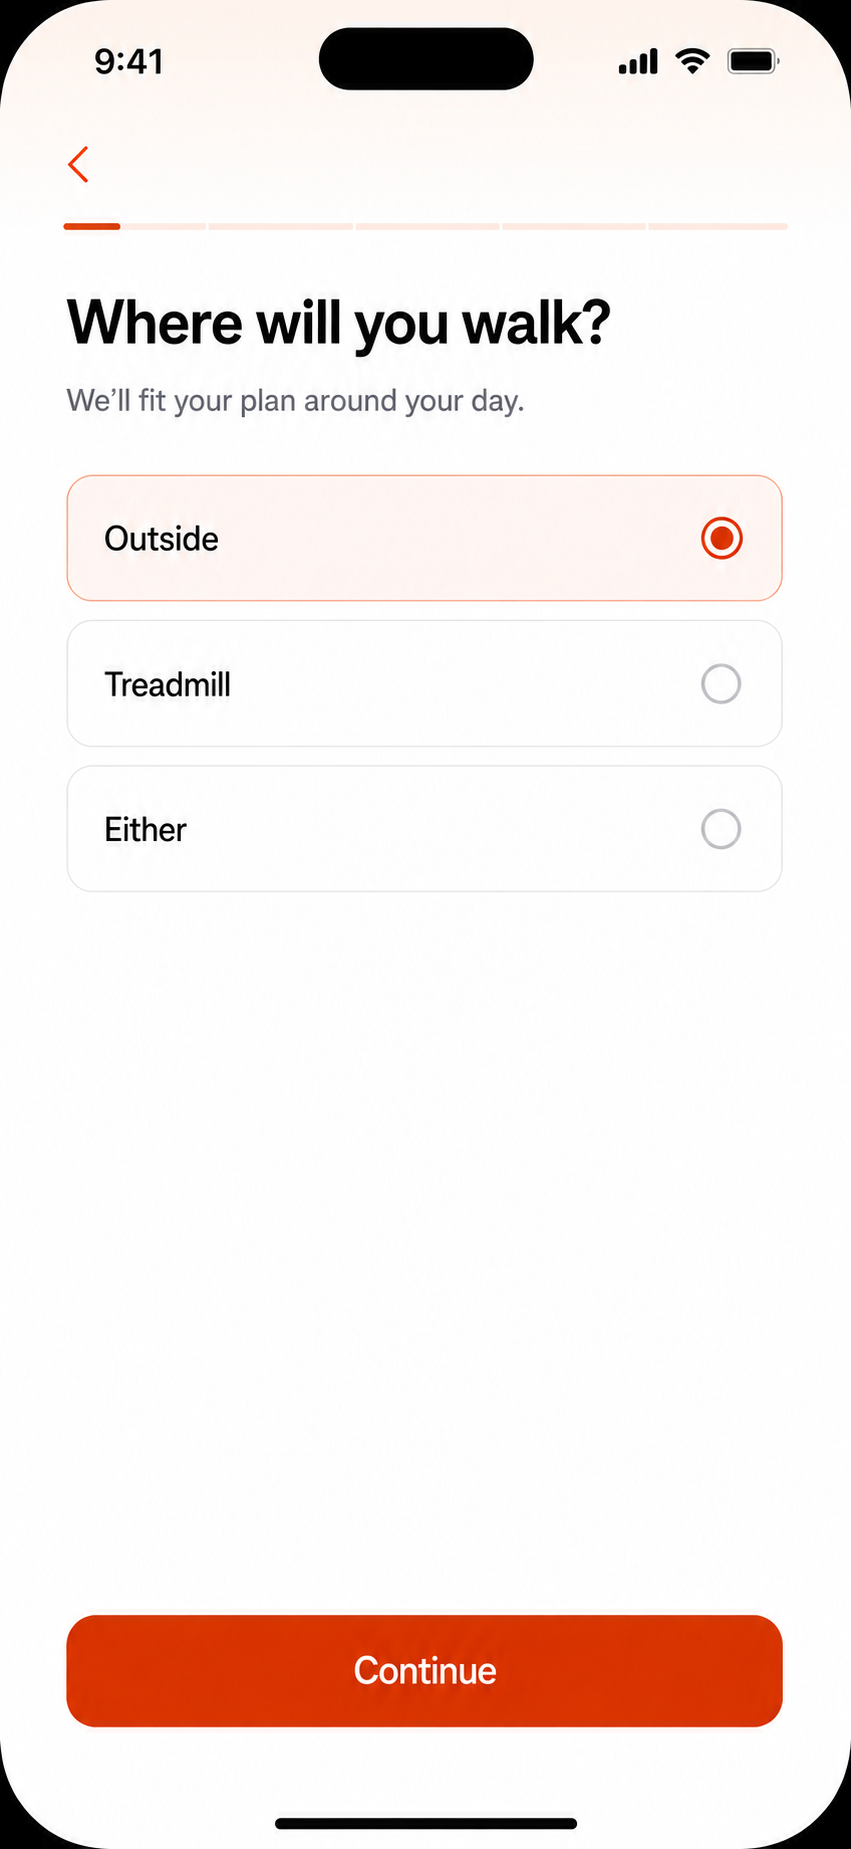 9:41
Where will you walk?
We’ll fit your plan around your day.
Outside
Treadmill
Either
Continue